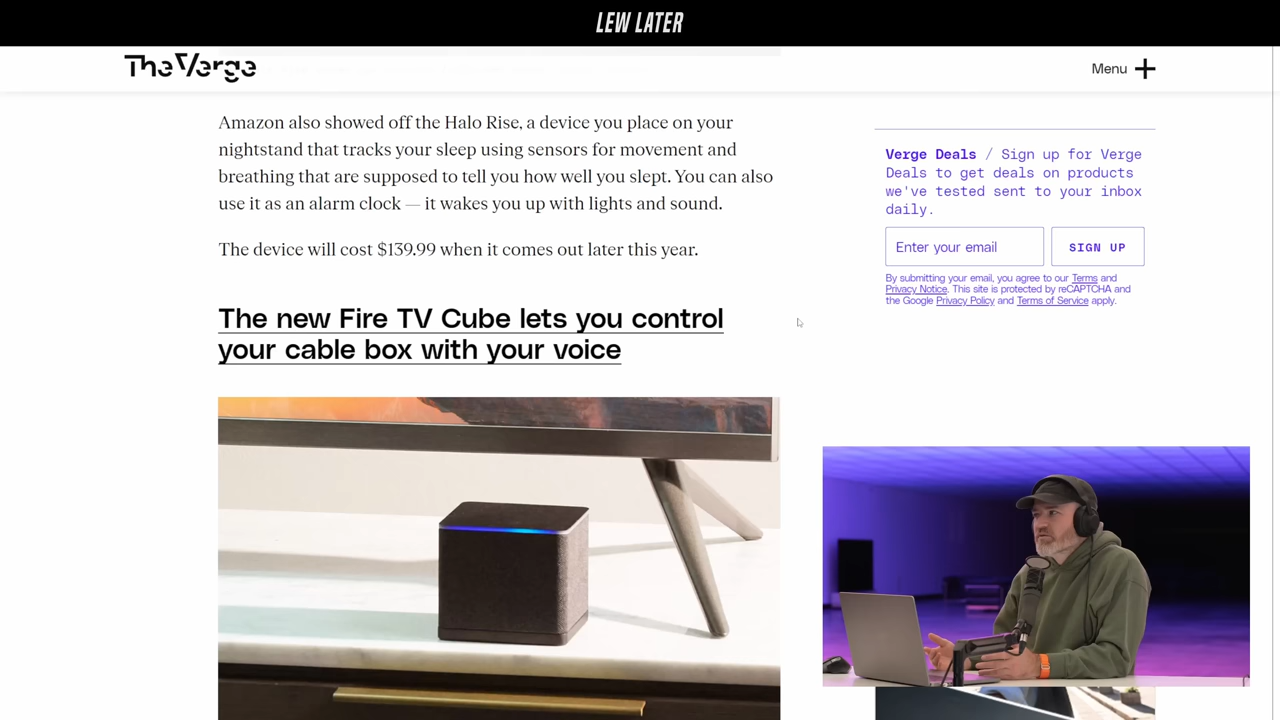 LEW LATER
TheVerge
Menu
Amazon also showed off the Halo Rise, a device you place on your
nightstand that tracks your sleep using sensors for movement and
breathing that are supposed to tell you how well you slept. You can also
use it as an alarm clock — it wakes you up with lights and sound.
The device will cost $139.99 when it comes out later this year.
The new Fire TV Cube lets you control
your cable box with your voice
Verge Deals / Sign up for Verge
Deals to get deals on products
we've tested sent to your inbox
daily.
Enter your email
SIGN UP
By submitting your email, you agree to our Terms and
Privacy Notice. This site is protected by reCAPTCHA and
the Google Privacy Policy and Terms of Service apply.